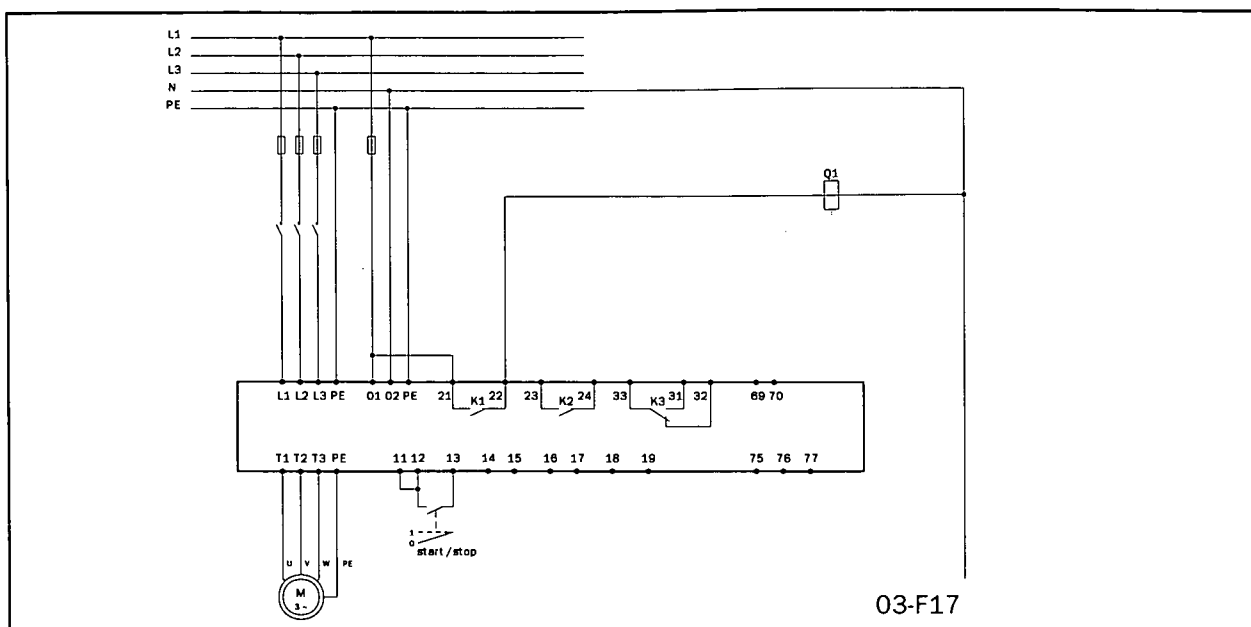 L1
L2
L3
N
PE
Q1
L1 L2 L3 PE 01 02 PE 21 K1 22 23 K2 24 33 K3 31 32 69 70
T1 T2 T3 PE 11 12 13 14 15 16 17 18 19 75 76 77
1
0
start/stop
U V W PE
M
3~
03-F17